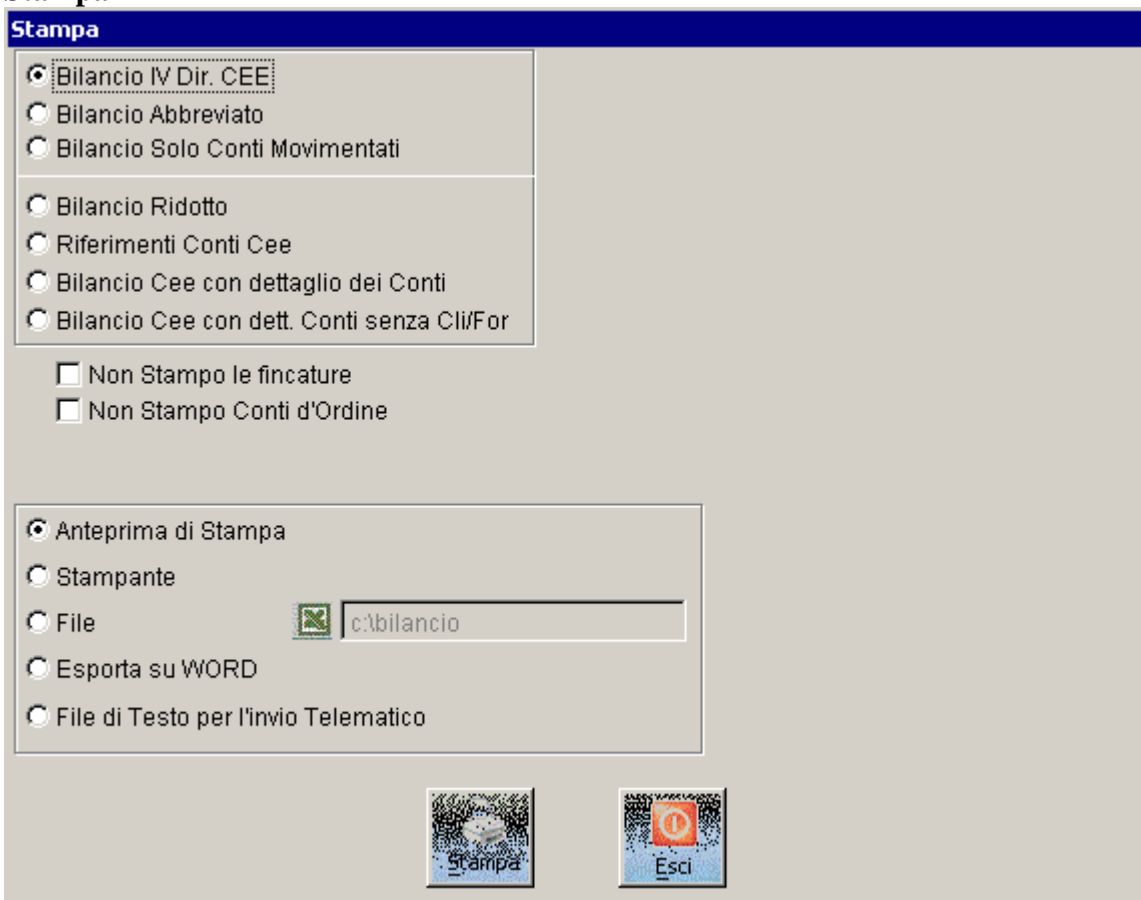 Stampa
Stampa
Bilancio IV Dir. CEE
Bilancio Abbreviato
Bilancio Solo Conti Movimentati
Bilancio Ridotto
Riferimenti Conti Cee
Bilancio Cee con dettaglio dei Conti
Bilancio Cee con dett. Conti senza Cli/For
Non Stampo le fincature
Non Stampo Conti d'Ordine
Anteprima di Stampa
Stampante
File c:\bilancio
Esporta su WORD
File di Testo per l'invio Telematico
Stampa Esci